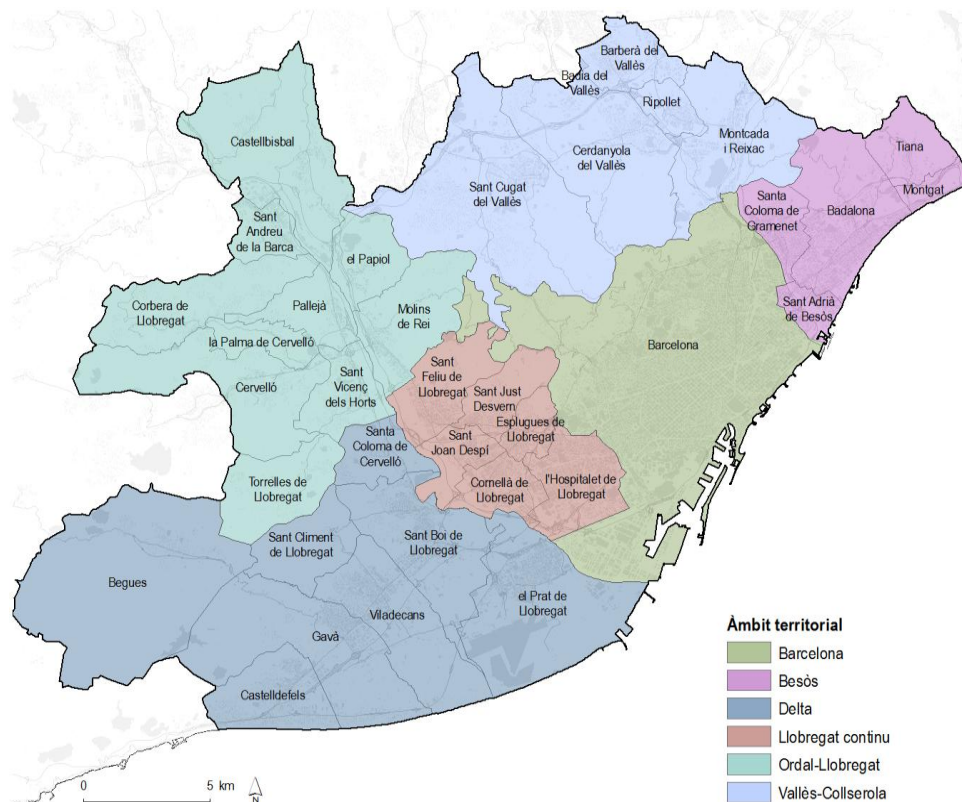 Barberà del
Vallès
Badia del
Vallès
Ripollet
Castellbisbal
Montcada
i Reixac
Tiana
Cerdanyola
del Vallès
Sant Cugat
del Vallès
Montgat
Santa
Coloma de
Gramenet
Badalona
Sant
Andreu
de la Barca
el Papiol
Corbera de
Llobregat
Pallejà
Molins
de Rei
Sant Adrià
de Besòs
la Palma de Cervelló
Barcelona
Cervelló
Sant
Vicenç
dels Horts
Sant
Feliu de
Llobregat
Sant Just
Desvern
Esplugues de
Llobregat
Santa
Coloma de
Cervelló
Sant
Joan Despí
Torrelles de
Llobregat
Cornellà de
Llobregat
l'Hospitalet de
Llobregat
Sant Climent
de Llobregat
Sant Boi de
Llobregat
Begues
el Prat de
Llobregat
Viladecans
Gavà
Castelldefels
Àmbit territorial
Barcelona
Besòs
Delta
Llobregat continu
Ordal-Llobregat
Vallès-Collserola
0 5 km
N